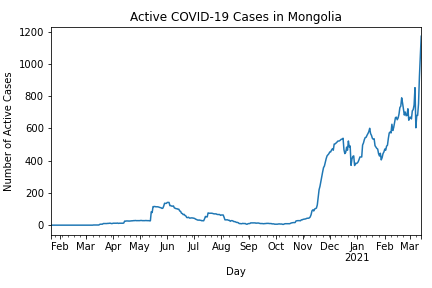 Active COVID-19 Cases in Mongolia
Number of Active Cases
1200
1000
800
600
400
200
0
Feb Mar Apr May Jun Jul Aug Sep Oct Nov Dec Jan Feb Mar
2021
Day